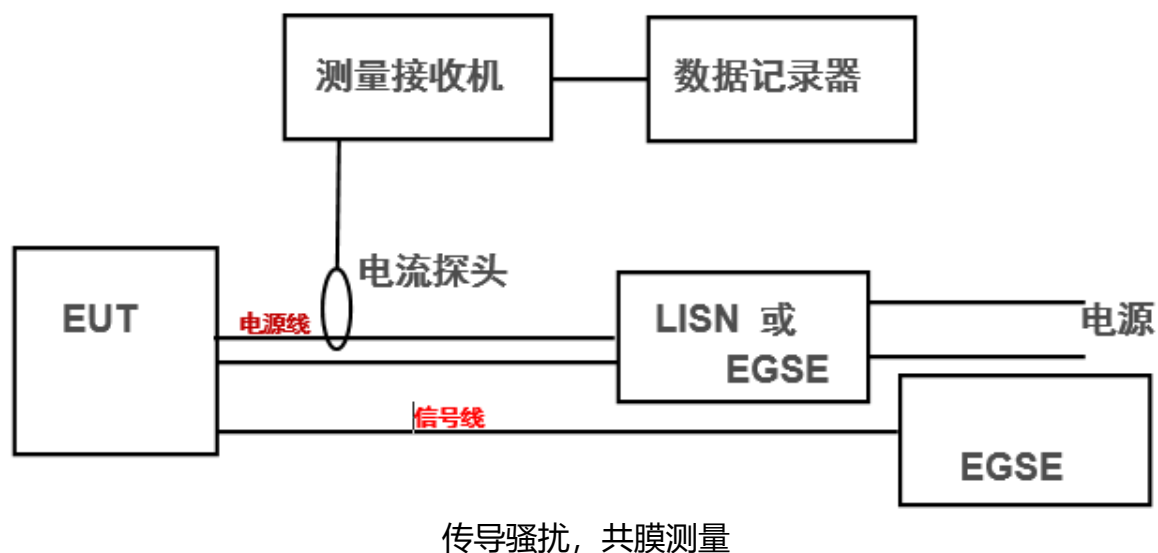 测量接收机
数据记录器
电流探头
EUT
电源线
LISN 或
EGSE
电源
信号线
EGSE
传导骚扰，共膜测量